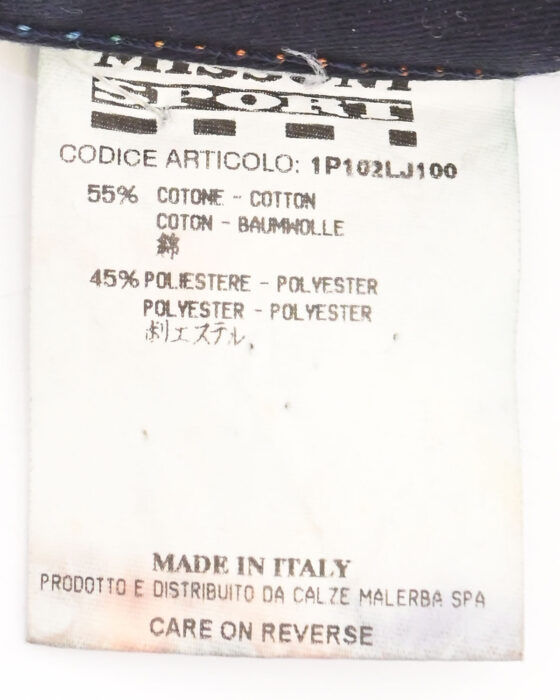 MISSONI
SPORT
CODICE ARTICOLO: 1P102LJ100
55% COTONE - COTTON
COTON - BAUMWOLLE
綿
45% POLIESTERE - POLYESTER
POLYESTER - POLYESTER
ポリエステル
MADE IN ITALY
PRODOTTO E DISTRIBUITO DA CALZE MALERBA SPA
CARE ON REVERSE